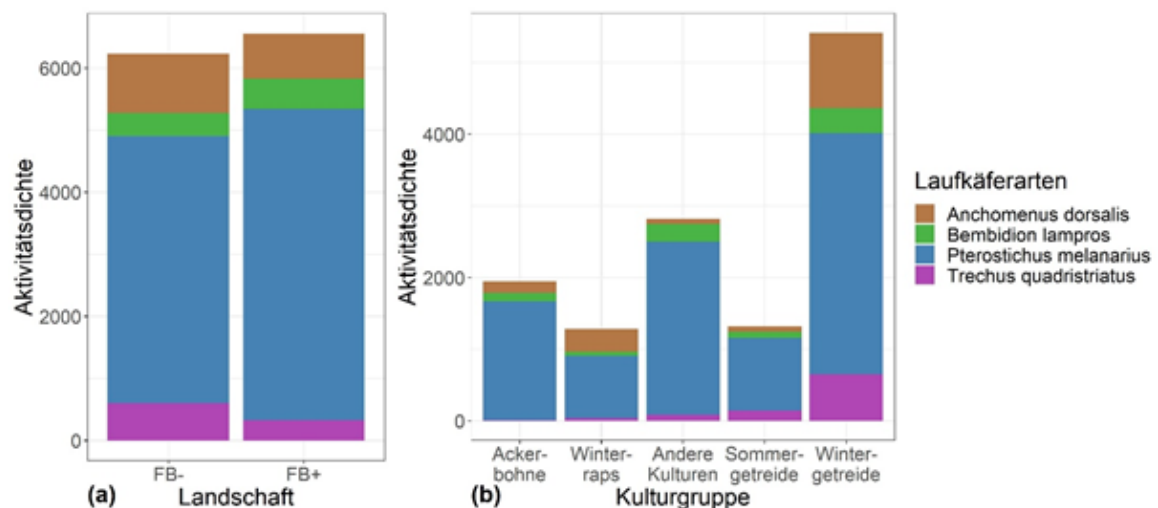 Aktivitätsdichte
6000
4000
2000
0
FB-
FB+
(a)
Landschaft
Aktivitätsdichte
4000
2000
0
Acker-
bohne
Winter-
raps
Andere
Kulturen
Sommer-
getreide
Winter-
getreide
(b)
Kulturgruppe
Laufkäferarten
Anchomenus dorsalis
Bembidion lampros
Pterostichus melanarius
Trechus quadristriatus